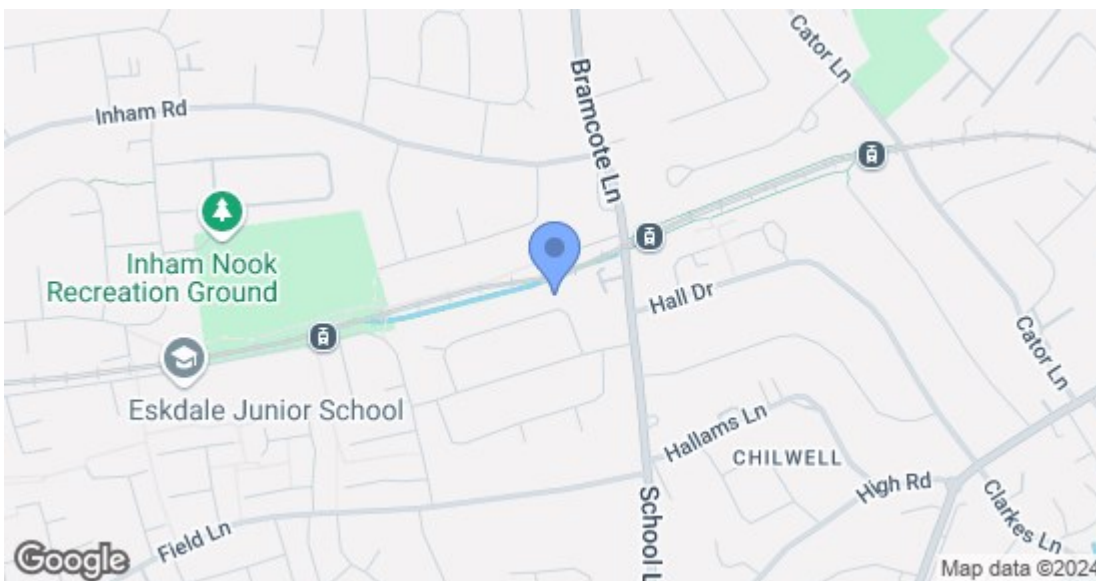 Cator Ln
Bramcote Ln
Inham Rd
Inham Nook
Recreation Ground
Hall Dr
Cator Ln
Eskdale Junior School
Hallams Ln
CHILWELL
High Rd
School L
Clarkes Ln
Field Ln
Google
Map data ©2024